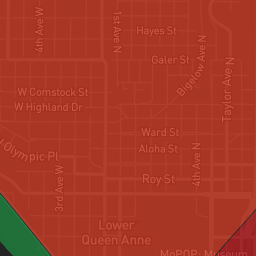 4th Ave W
1st Ave N
Hayes St
Galer St
Bigelow Ave N
Taylor Ave N
W Comstock St
W Highland Dr
Ward St
Aloha St
Olympic Pl
3rd Ave W
4th Ave N
Roy St
Lower
Queen Anne
MoPOP: Museum